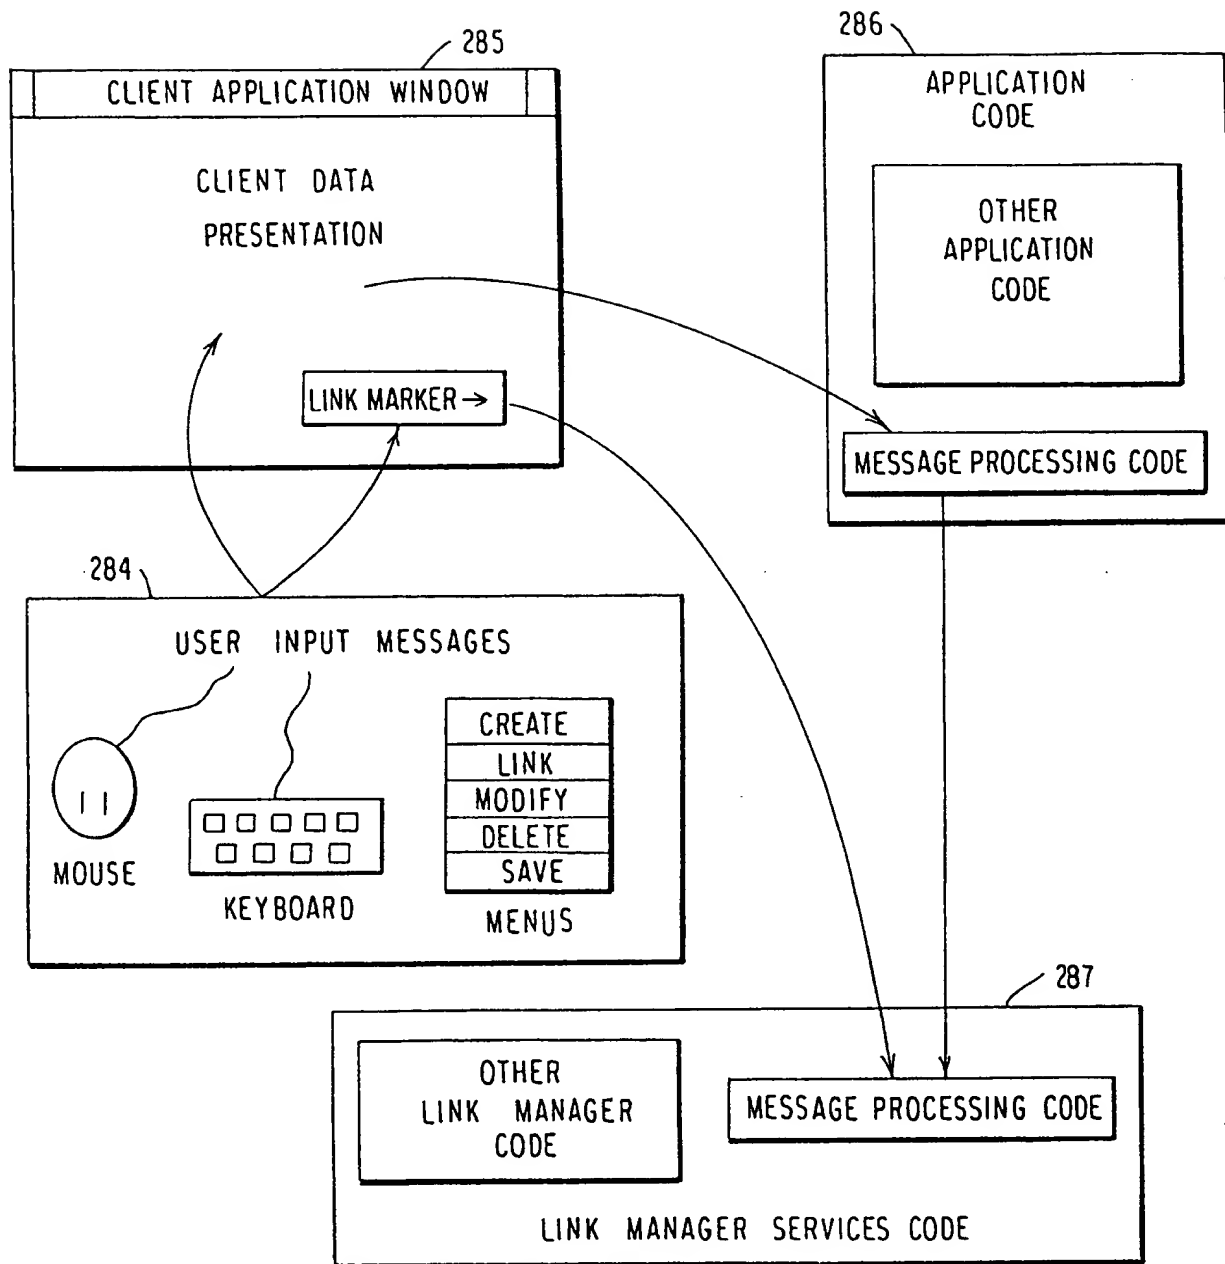 285
CLIENT APPLICATION WINDOW
CLIENT DATA
PRESENTATION
LINK MARKER →
286
APPLICATION
CODE
OTHER
APPLICATION
CODE
MESSAGE PROCESSING CODE
284
USER INPUT MESSAGES
MOUSE
KEYBOARD
CREATE
LINK
MODIFY
DELETE
SAVE
MENUS
287
OTHER
LINK MANAGER
CODE
MESSAGE PROCESSING CODE
LINK MANAGER SERVICES CODE